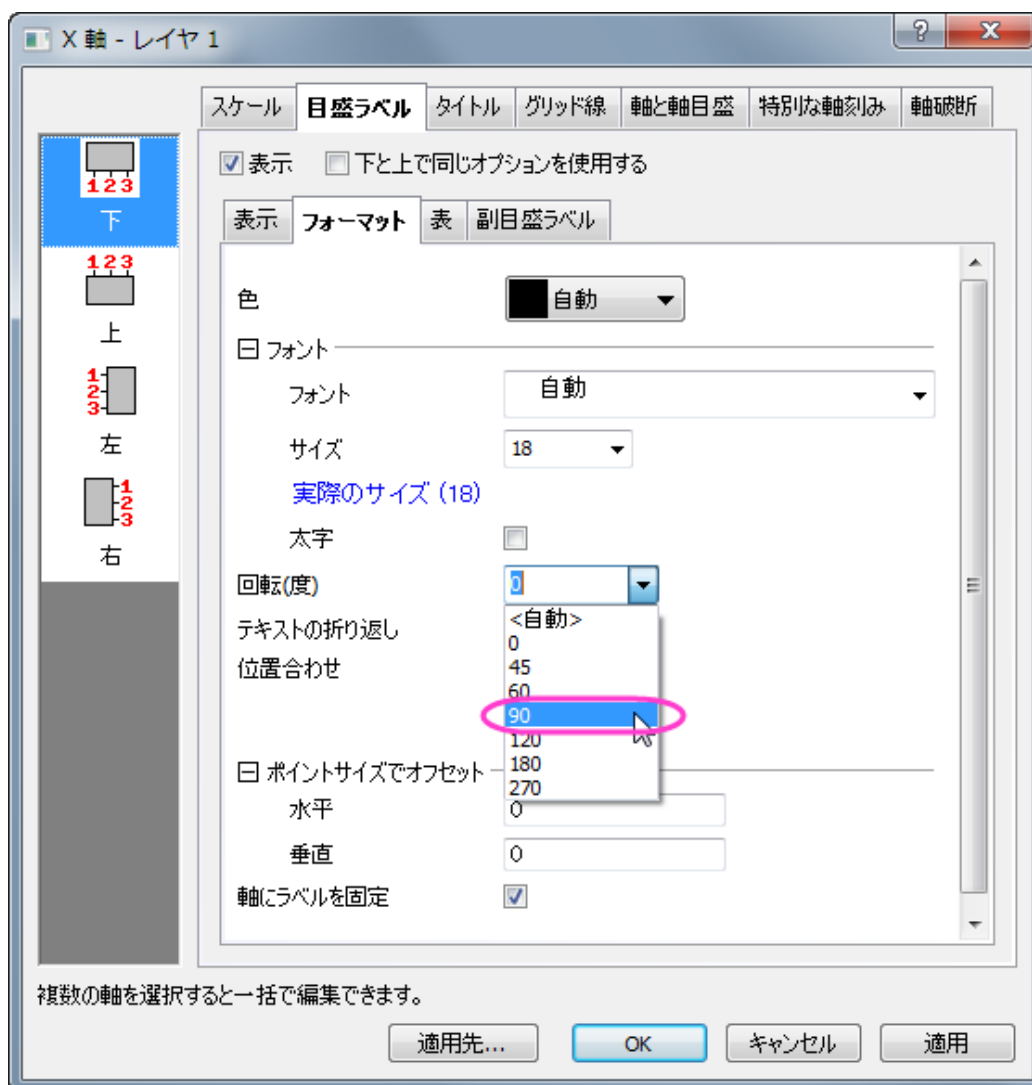 X 軸 - レイヤ 1
?
X
スケール 目盛ラベル タイトル グリッド線 軸と軸目盛 特別な軸刻み 軸破断
123
下
123
上
1
2
3
左
1
2
3
右
表示 下と上で同じオプションを使用する
表示 フォーマット 表 副目盛ラベル
色 自動
フォント
フォント 自動
サイズ 18
実際のサイズ (18)
太字
回転(度) 0
テキストの折り返し
位置合わせ
<自動>
0
45
60
90
120
180
270
ポイントサイズでオフセット
水平 0
垂直 0
軸にラベルを固定
複数の軸を選択すると一括で編集できます。
適用先... OK キャンセル 適用